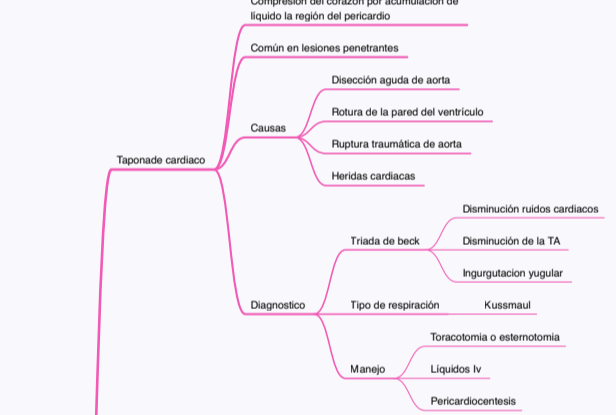 Compresión del corazón por acumulación de
líquido la región del pericardio
Común en lesiones penetrantes
Disección aguda de aorta
Rotura de la pared del ventrículo
Causas
Ruptura traumática de aorta
Taponade cardiaco
Heridas cardiacas
Disminución ruidos cardiacos
Triada de beck
Disminución de la TA
Ingurgutacion yugular
Diagnostico
Tipo de respiración
Kussmaul
Toracotomia o esternotomia
Manejo
Líquidos Iv
Pericardiocentesis